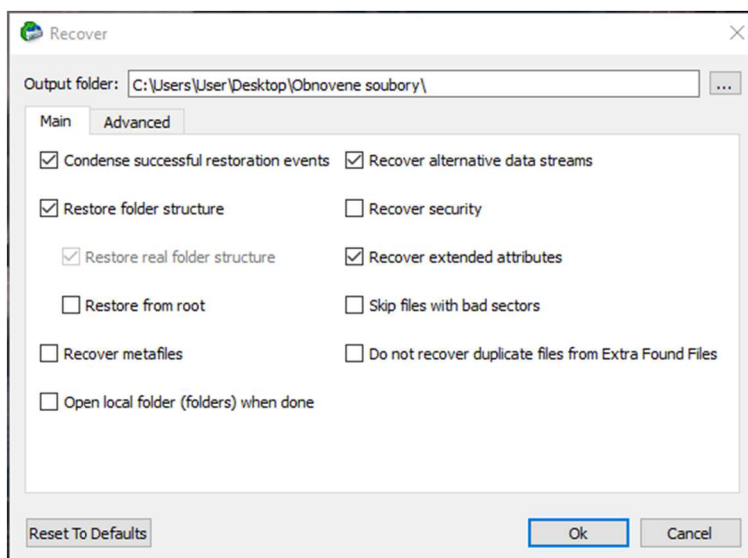 Recover
Output folder: C:\Users\User\Desktop\Obnovene soubory\ ...
Main Advanced
Condense successful restoration events Recover alternative data streams
Restore folder structure Recover security
Restore real folder structure Recover extended attributes
Restore from root Skip files with bad sectors
Recover metafiles Do not recover duplicate files from Extra Found Files
Open local folder (folders) when done
Reset To Defaults Ok Cancel